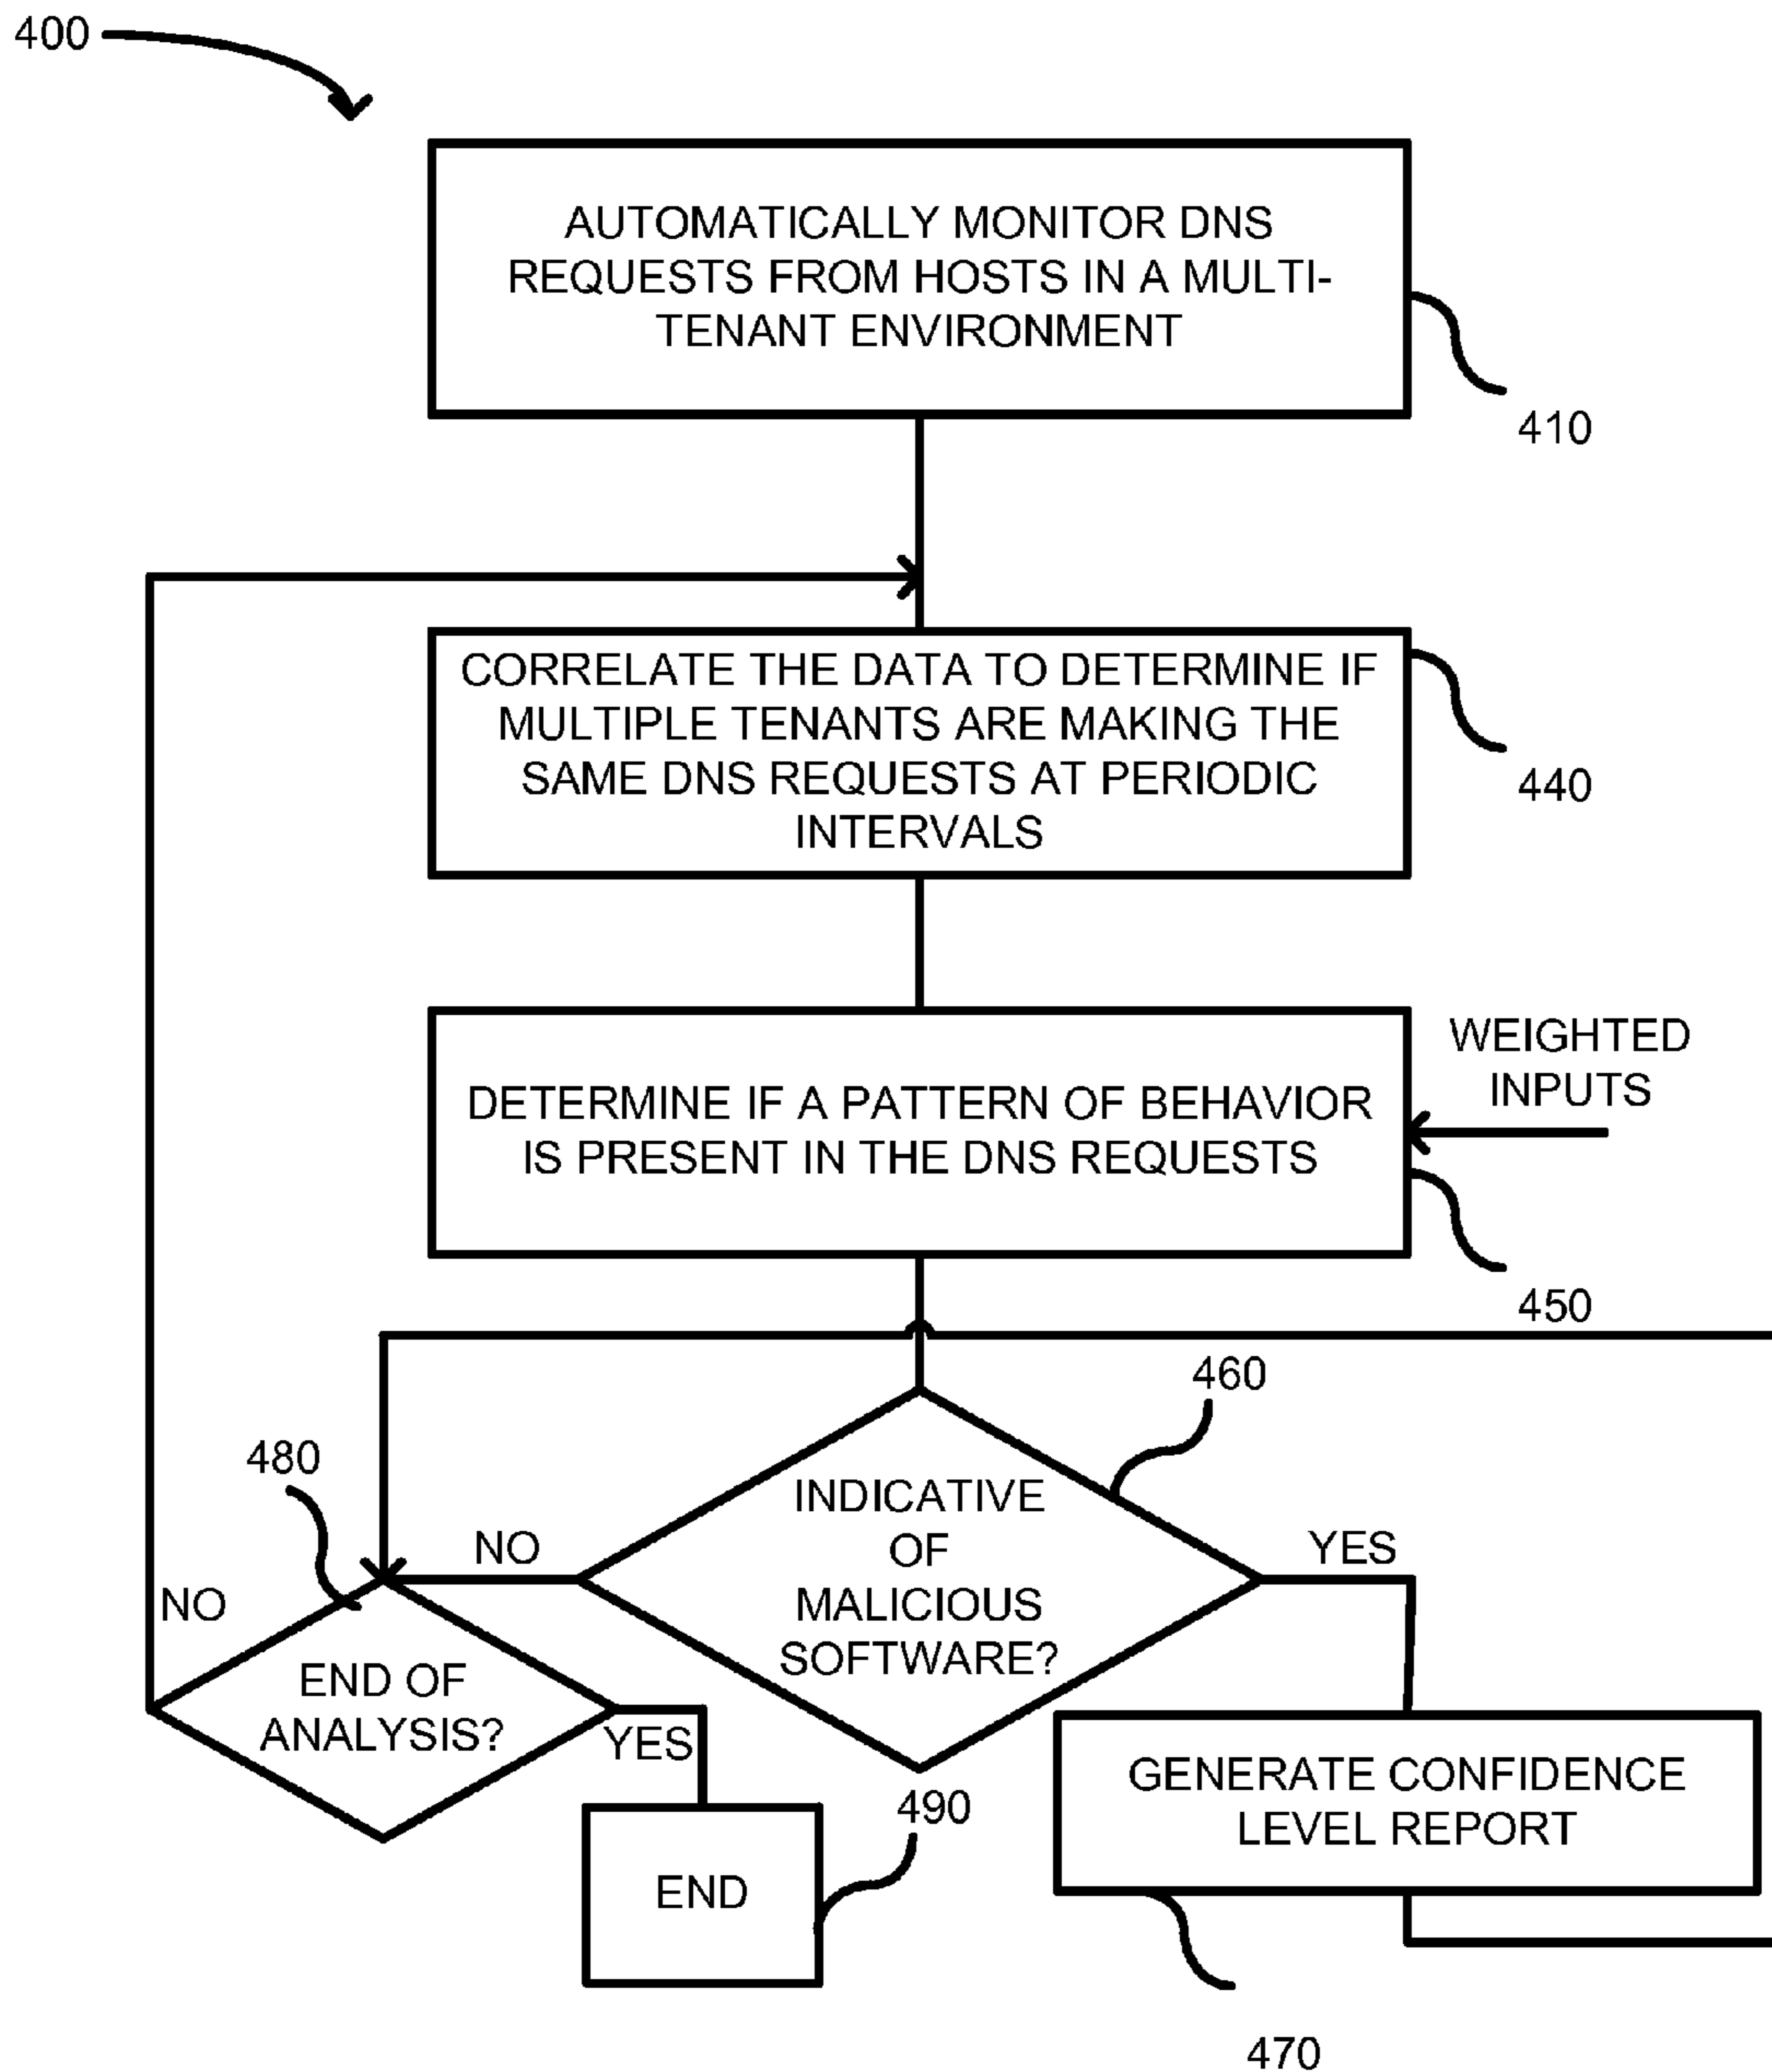 400
AUTOMATICALLY MONITOR DNS
REQUESTS FROM HOSTS IN A MULTI-
TENANT ENVIRONMENT
410
CORRELATE THE DATA TO DETERMINE IF
MULTIPLE TENANTS ARE MAKING THE
SAME DNS REQUESTS AT PERIODIC
INTERVALS
440
WEIGHTED
INPUTS
DETERMINE IF A PATTERN OF BEHAVIOR
IS PRESENT IN THE DNS REQUESTS
450
460
480
NO
INDICATIVE
OF
MALICIOUS
SOFTWARE?
YES
NO
END OF
ANALYSIS?
YES
GENERATE CONFIDENCE
LEVEL REPORT
490
END
470